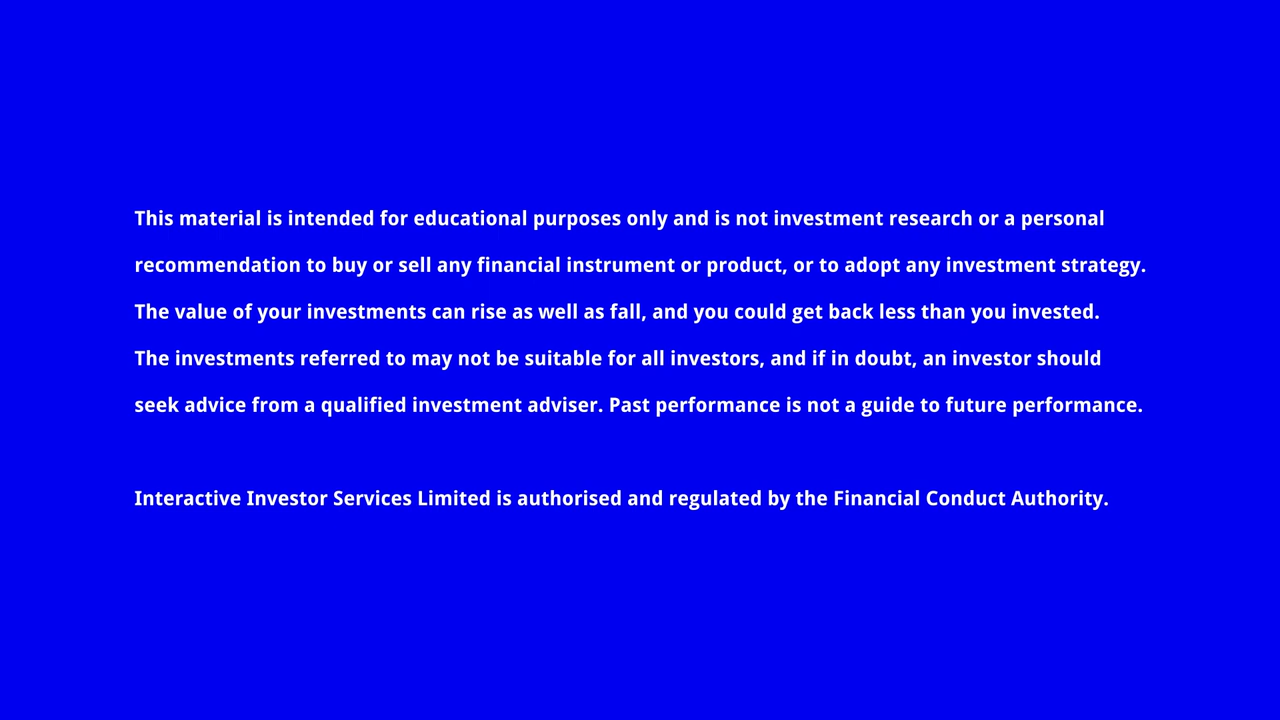 This material is intended for educational purposes only and is not investment research or a personal
recommendation to buy or sell any financial instrument or product, or to adopt any investment strategy.
The value of your investments can rise as well as fall, and you could get back less than you invested.
The investments referred to may not be suitable for all investors, and if in doubt, an investor should
seek advice from a qualified investment adviser. Past performance is not a guide to future performance.
Interactive Investor Services Limited is authorised and regulated by the Financial Conduct Authority.